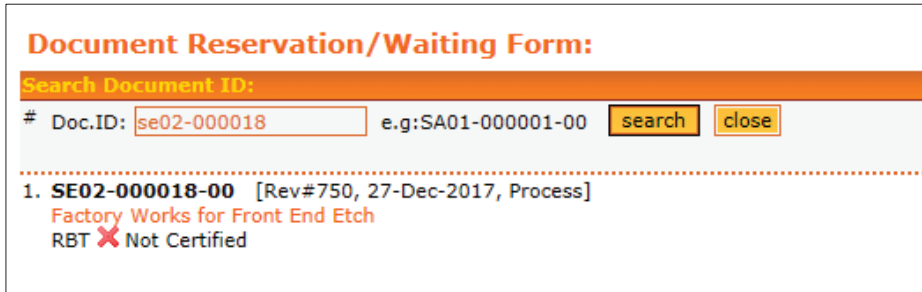 Document Reservation/Waiting Form:
Search Document ID:
# Doc.ID: se02-000018 e.g:SA01-000001-00 search close
1. SE02-000018-00 [Rev#750, 27-Dec-2017, Process]
Factory Works for Front End Etch
RBT Not Certified